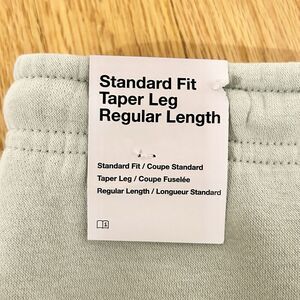 Standard Fit
Taper Leg
Regular Length
Standard Fit / Coupe Standard
Taper Leg / Coupe Fuselée
Regular Length / Longueur Standard